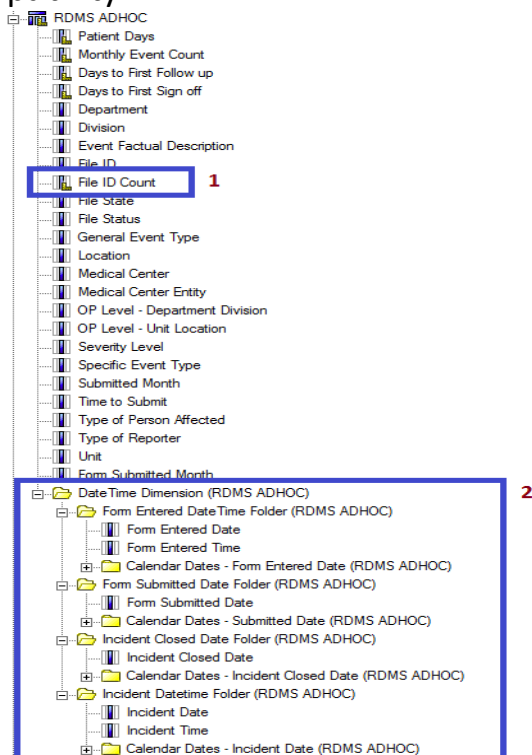 RDMS ADHOC
Patient Days
Monthly Event Count
Days to First Follow up
Days to First Sign off
Department
Division
Event Factual Description
File ID
File ID Count 1
File State
File Status
General Event Type
Location
Medical Center
Medical Center Entity
OP Level - Department Division
OP Level - Unit Location
Severity Level
Specific Event Type
Submitted Month
Time to Submit
Type of Person Affected
Type of Reporter
Unit
Form Submitted Month
DateTime Dimension (RDMS ADHOC) 2
Form Entered DateTime Folder (RDMS ADHOC)
Form Entered Date
Form Entered Time
Calendar Dates - Form Entered Date (RDMS ADHOC)
Form Submitted Date Folder (RDMS ADHOC)
Form Submitted Date
Calendar Dates - Submitted Date (RDMS ADHOC)
Incident Closed Date Folder (RDMS ADHOC)
Incident Closed Date
Calendar Dates - Incident Closed Date (RDMS ADHOC)
Incident Datetime Folder (RDMS ADHOC)
Incident Date
Incident Time
Calendar Dates - Incident Date (RDMS ADHOC)